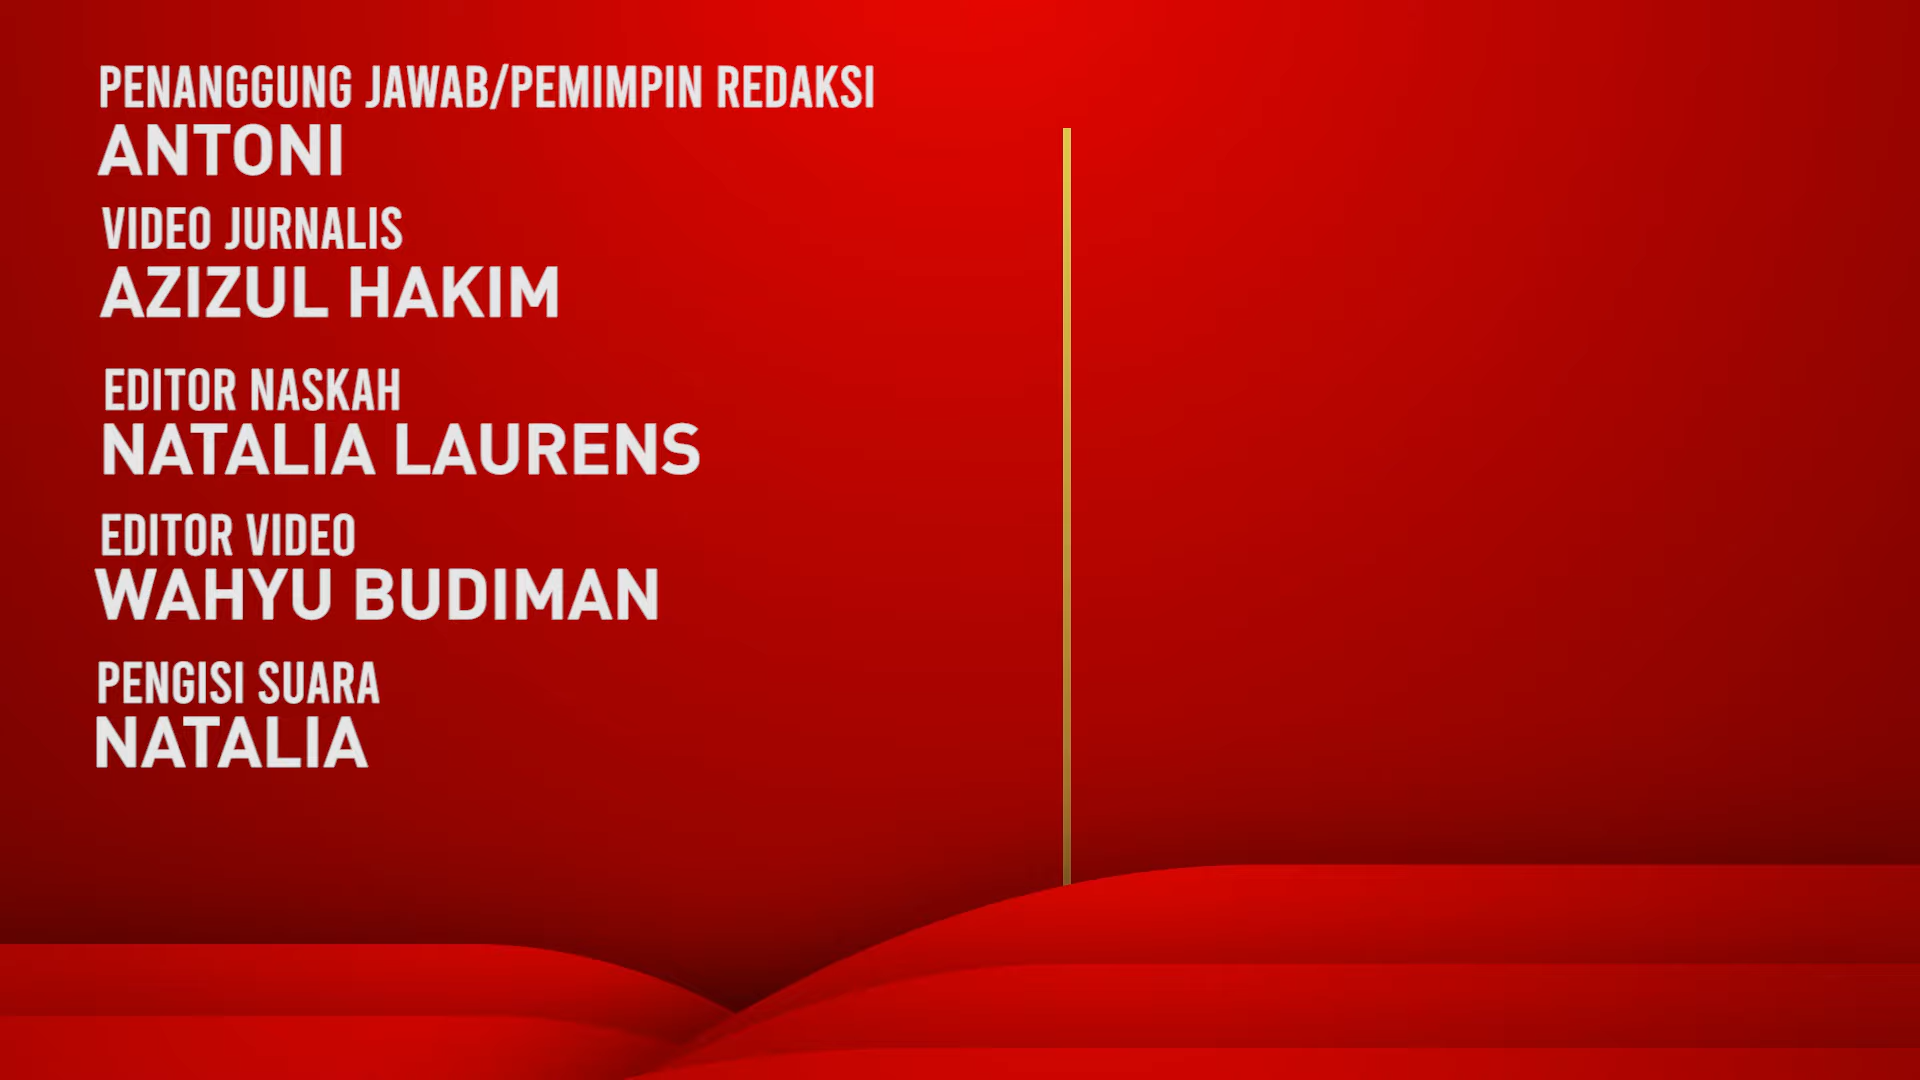 PENANGGUNG JAWAB/PEMIMPIN REDAKSI
ANTONI
VIDEO JURNALIS
AZIZUL HAKIM
EDITOR NASKAH
NATALIA LAURENS
EDITOR VIDEO
WAHYU BUDIMAN
PENGISI SUARA
NATALIA